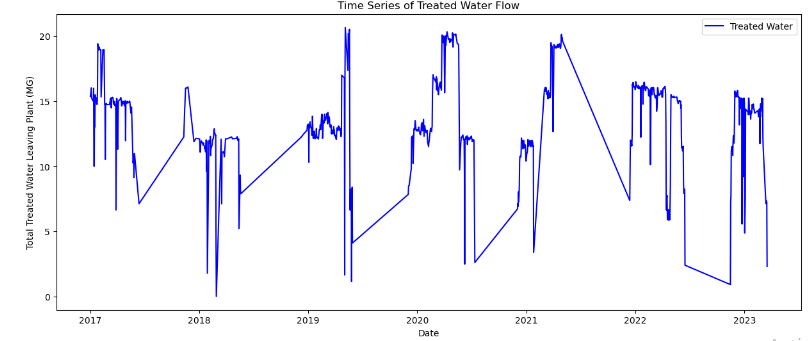 Time Series of Treated Water Flow
Treated Water
Total Treated Water Leaving Plant (MG)
20
15
10
5
0
2017 2018 2019 2020 2021 2022 2023
Date